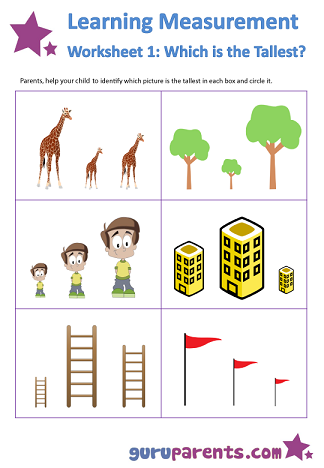 Learning Measurement
Worksheet 1: Which is the Tallest?
Parents, help your child to identify which picture is the tallest in each box and circle it.
guruparents.com